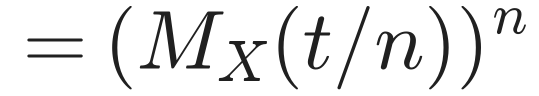 = (M_X(t/n))^n